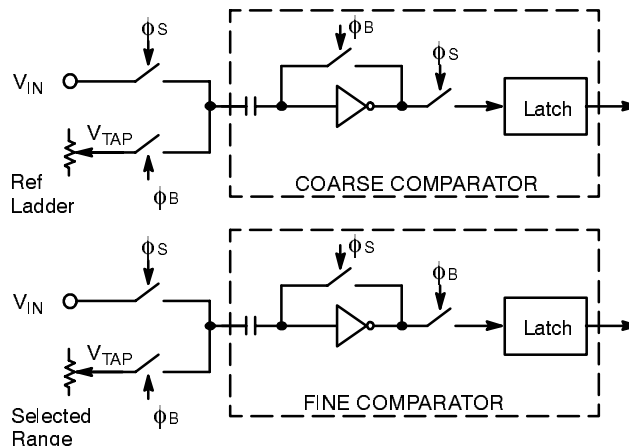 ϕS
ϕB
ϕS
VIN
VTAP
Latch
Ref
Ladder
ϕB
COARSE COMPARATOR
ϕS
ϕS
ϕB
VIN
VTAP
Latch
Selected
Range
ϕB
FINE COMPARATOR